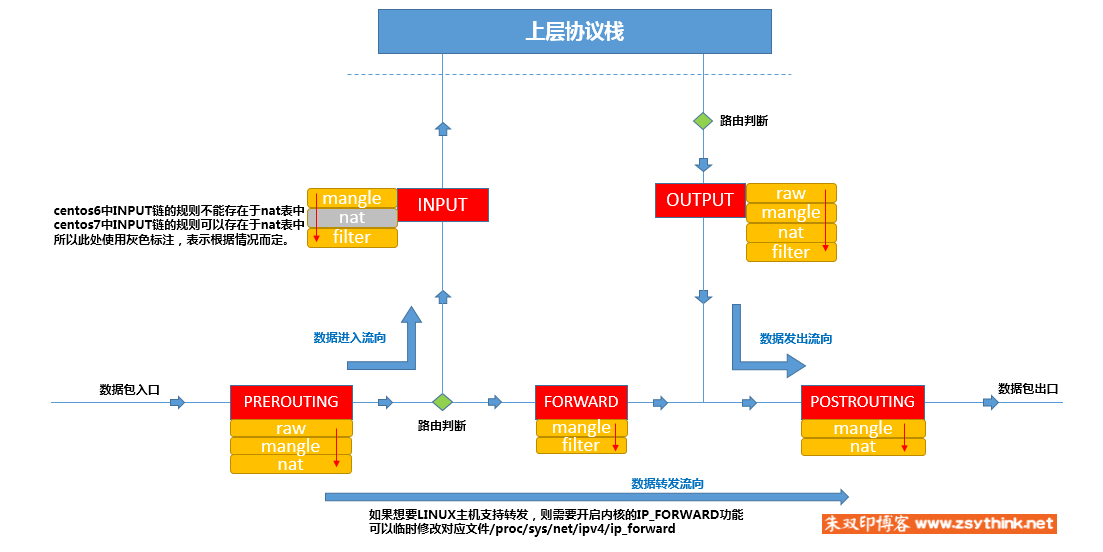 上层协议栈
路由判断
mangle
nat
filter
INPUT
OUTPUT
raw
mangle
nat
filter
centos6中INPUT链的规则不能存在于nat表中
centos7中INPUT链的规则可以存在于nat表中
所以此处使用灰色标注，表示根据情况而定。
数据进入流向
数据发出流向
数据包入口
PREROUTING
raw
mangle
nat
路由判断
FORWARD
mangle
filter
POSTROUTING
mangle
nat
数据包出口
数据转发流向
如果想要LINUX主机支持转发，则需要开启内核的IP_FORWARD功能
可以临时修改对应文件/proc/sys/net/ipv4/ip_forward
朱双印博客 www.zsythink.net